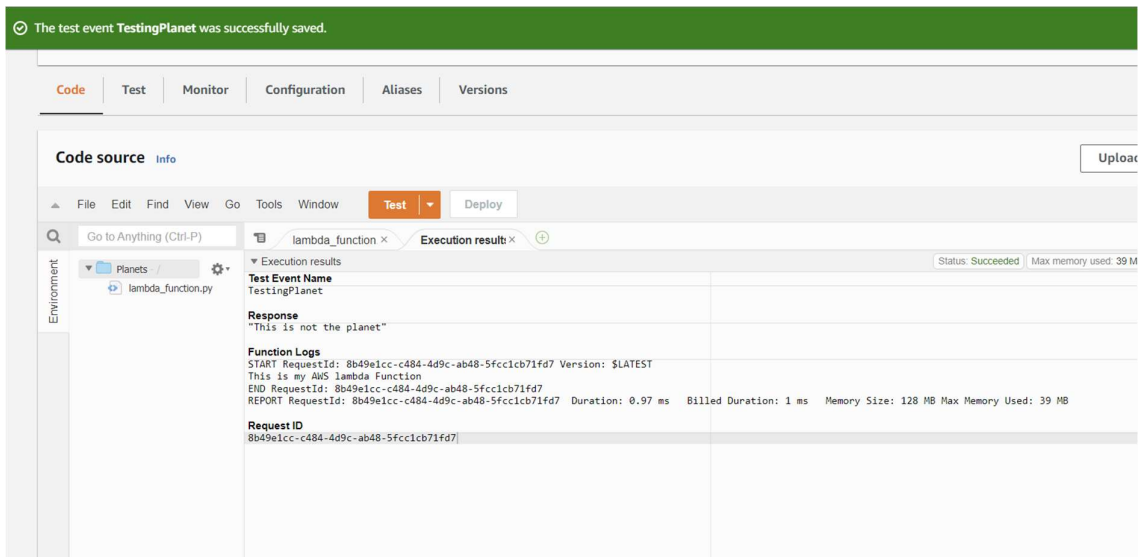 The test event TestingPlanet was successfully saved.
Code Test Monitor Configuration Aliases Versions
Code source Info
File Edit Find View Go Tools Window Test Deploy
Go to Anything (Ctrl-P) lambda_function × Execution results ×
Environment
Planets /
lambda_function.py
Execution results Status: Succeeded Max memory used: 39 M
Test Event Name
TestingPlanet
Response
"This is not the planet"
Function Logs
START RequestId: 8b49e1cc-c484-4d9c-ab48-5fcc1cb71fd7 Version: $LATEST
This is my AWS lambda Function
END RequestId: 8b49e1cc-c484-4d9c-ab48-5fcc1cb71fd7
REPORT RequestId: 8b49e1cc-c484-4d9c-ab48-5fcc1cb71fd7 Duration: 0.97 ms Billed Duration: 1 ms Memory Size: 128 MB Max Memory Used: 39 MB
Request ID
8b49e1cc-c484-4d9c-ab48-5fcc1cb71fd7